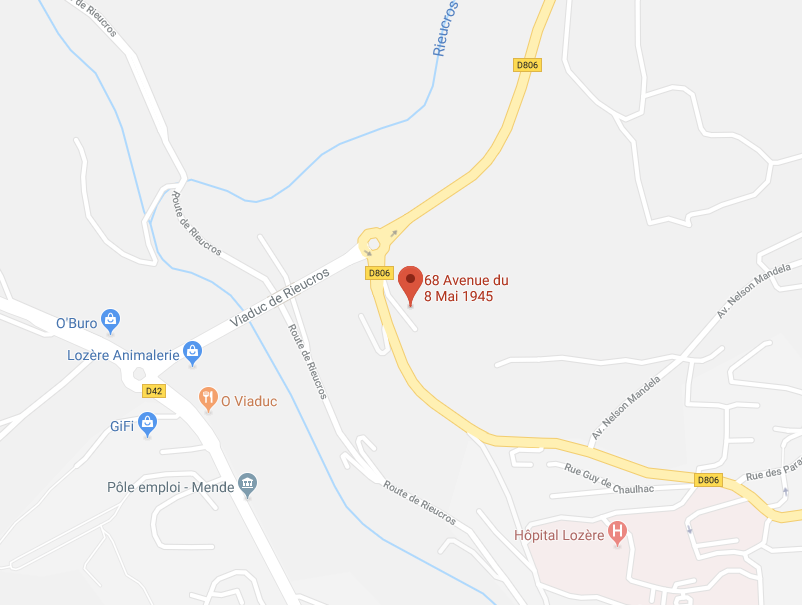 de Rieucros
Rieucros
D806
Route de Rieucros
D806
68 Avenue du
8 Mai 1945
Av. Nelson Mandela
Viaduc de Rieucros
O'Buro
Lozère Animalerie
Route de Rieucros
D42
O Viaduc
GiFi
Av. Nelson Mandela
Pôle emploi - Mende
Route de Rieucros
Rue Guy de Chaulhac
D806
Rue des Parai
Hôpital Lozère
H